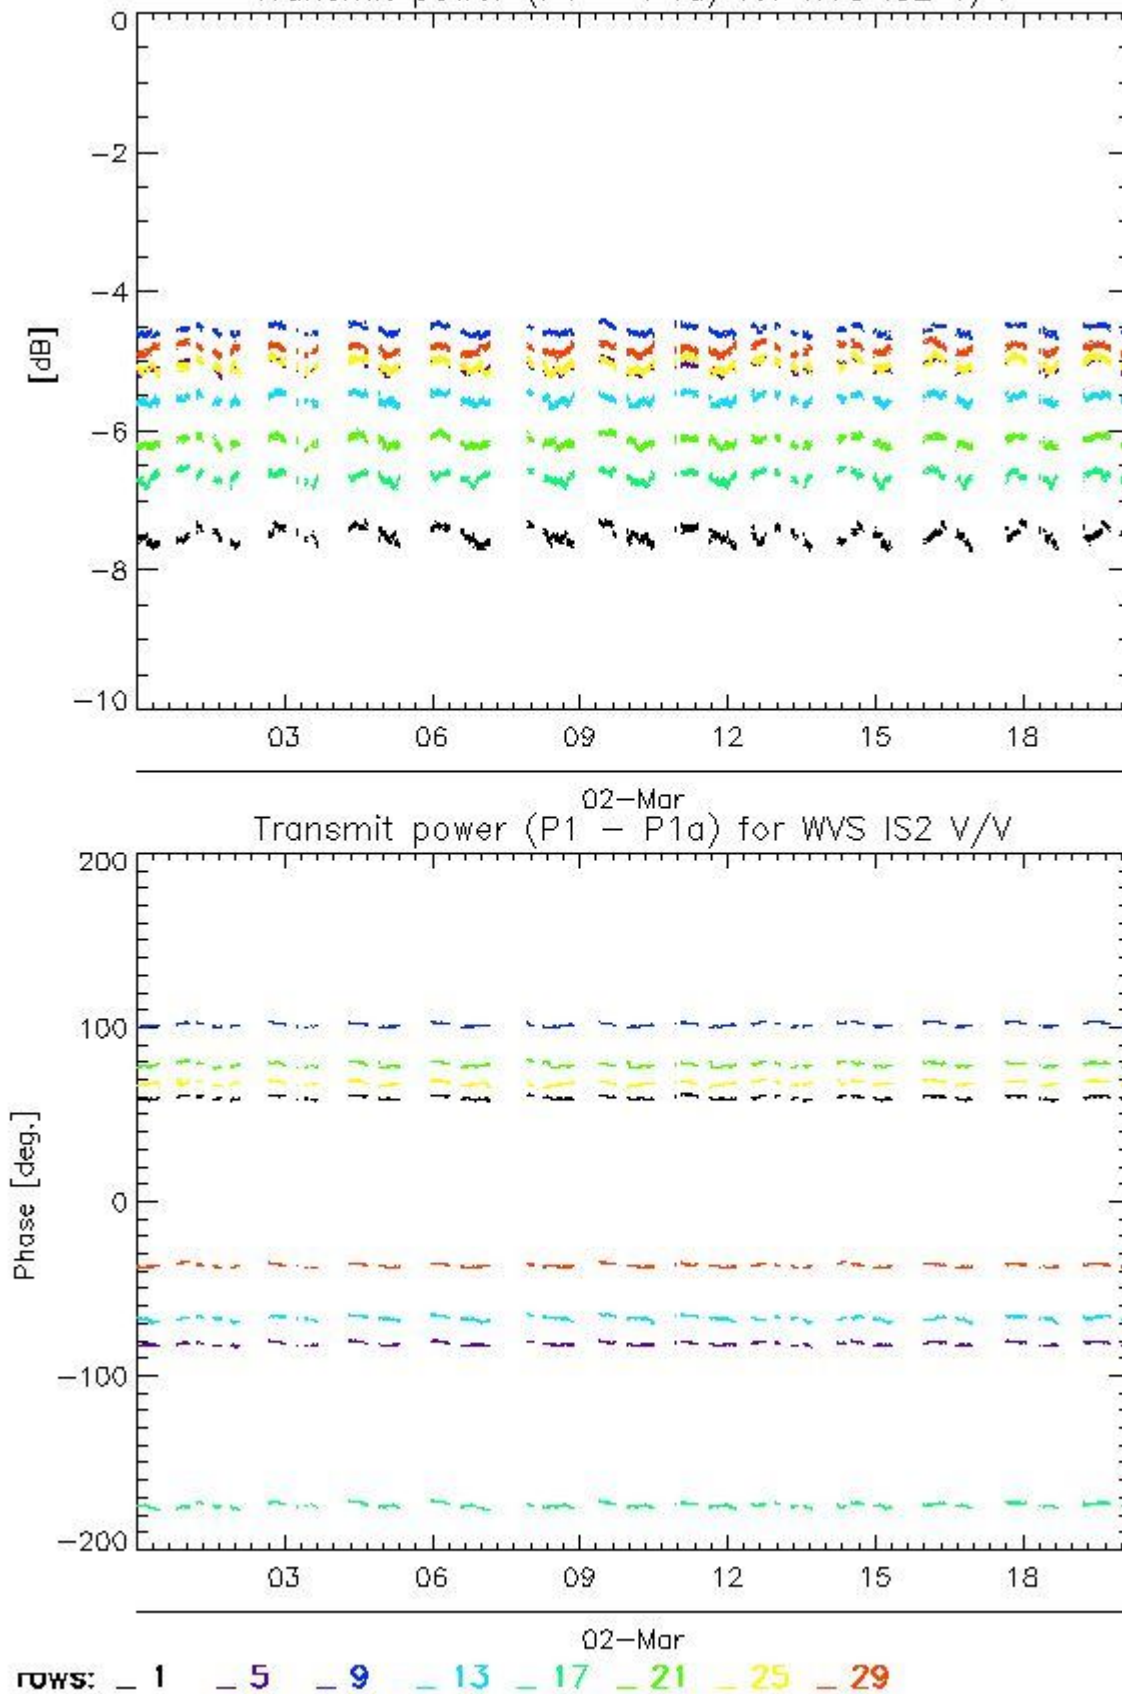 0
−2
−4
[dB]
−6
−8
−10
03 06 09 12 15 18
02−Mar
Transmit power (P1 − P1a) for WVS IS2 V/V
200
100
Phase [deg.]
0
−100
−200
03 06 09 12 15 18
02−Mar
rows: _ 1 _ 5 _ 9 _ 13 _ 17 _ 21 _ 25 _ 29